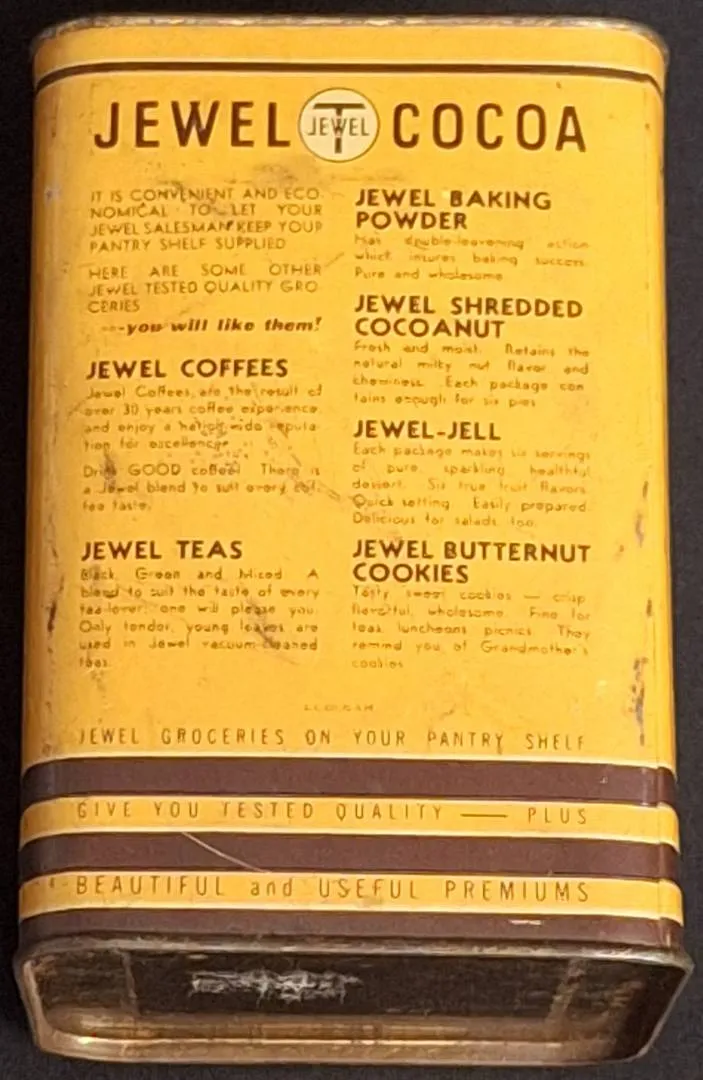 JEWEL T JEWEL COCOA
IT IS CONVENIENT AND ECO-
NOMICAL TO LET YOUR
JEWEL SALESMAN KEEP YOUR
PANTRY SHELF SUPPLIED
HERE ARE SOME OTHER
JEWEL TESTED QUALITY GRO
CERIES
---you will like them!
JEWEL COFFEES
Jewel Coffees are the result of
over 30 years coffee experience,
and enjoy a nation-wide reputa-
tion for excellence
Drink GOOD coffee! There is
a Jewel blend to suit every cof-
fee taste.
JEWEL TEAS
Black, Green and Mixed. A
blend to suit the taste of every
tea-lover; one will please you.
Only tender, young leaves are
used in Jewel vacuum-cleaned
teas.
JEWEL BAKING
POWDER
Has double-leavening action
which insures baking success.
Pure and wholesome.
JEWEL SHREDDED
COCOANUT
Fresh and moist. Retains the
natural milky nut flavor and
chewiness. Each package con
tains enough for six pies.
JEWEL-JELL
Each package makes six servings
of pure, sparkling, healthful
dessert. Six true fruit flavors
Quick setting. Easily prepared
Delicious for salads, too.
JEWEL BUTTERNUT
COOKIES
Tasty sweet cookies — crisp
flavorful, wholesome. Fine for
teas, luncheons picnics. They
remind you of Grandmother's
cookies
JEWEL GROCERIES ON YOUR PANTRY SHELF
GIVE YOU TESTED QUALITY — PLUS
BEAUTIFUL and USEFUL PREMIUMS